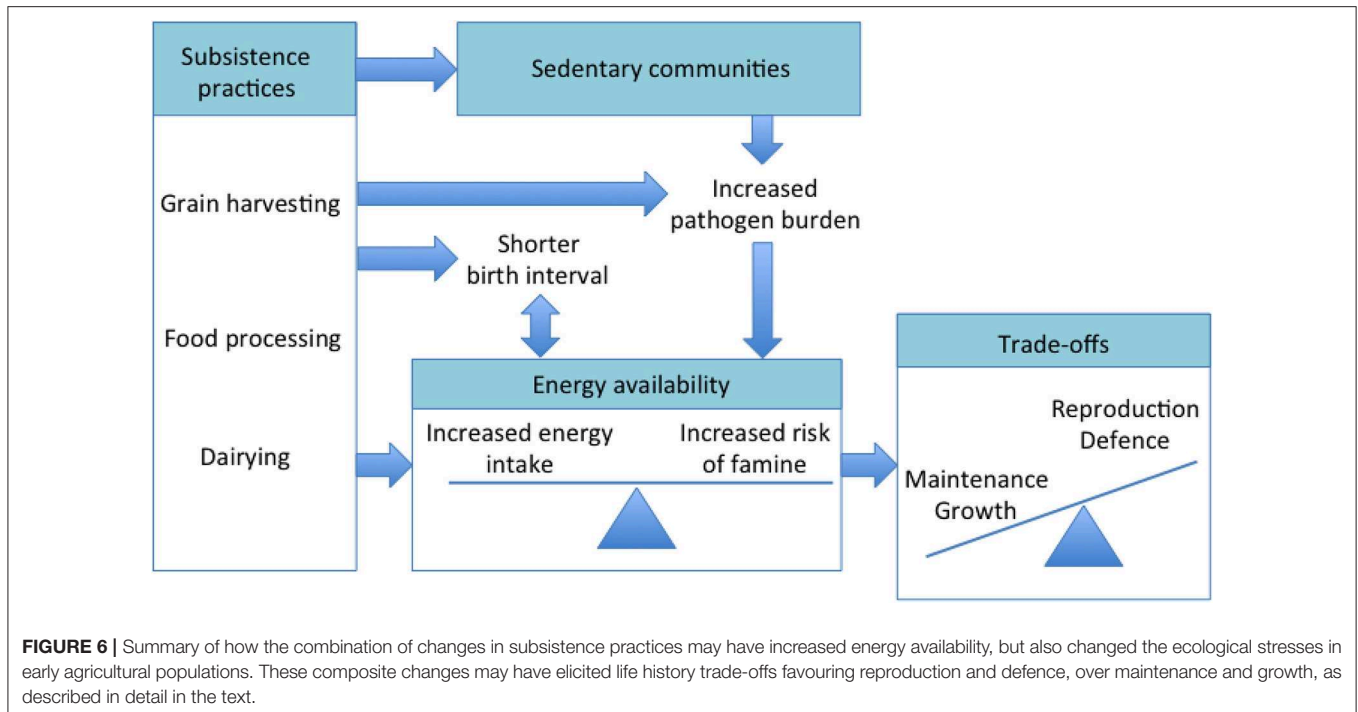 Subsistence
practices
Sedentary communities
Grain harvesting
Increased
pathogen burden
Shorter
birth interval
Food processing
Trade-offs
Energy availability
Reproduction
Defence
Increased energy
intake
Increased risk
of famine
Dairying
Maintenance
Growth
FIGURE 6 | Summary of how the combination of changes in subsistence practices may have increased energy availability, but also changed the ecological stresses in
early agricultural populations. These composite changes may have elicited life history trade-offs favouring reproduction and defence, over maintenance and growth, as
described in detail in the text.